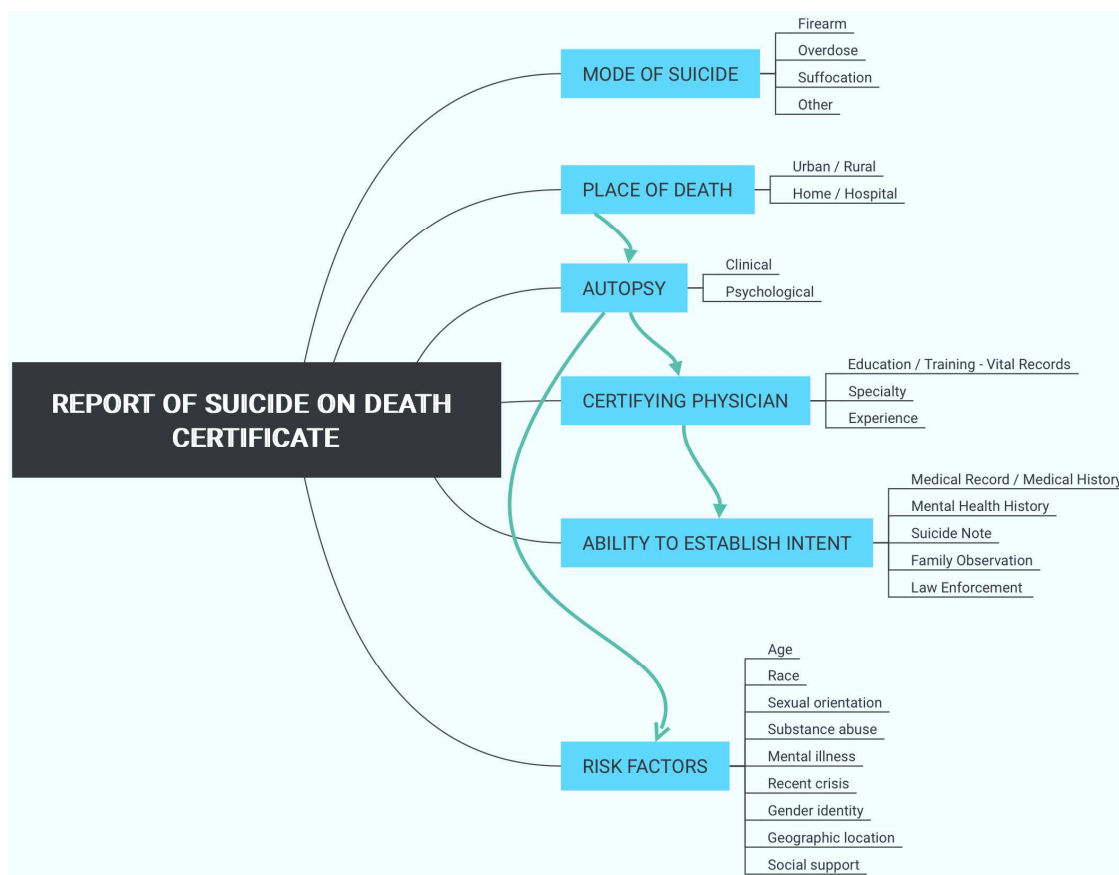 REPORT OF SUICIDE ON DEATH
CERTIFICATE
MODE OF SUICIDE
Firearm
Overdose
Suffocation
Other
PLACE OF DEATH
Urban / Rural
Home / Hospital
AUTOPSY
Clinical
Psychological
CERTIFYING PHYSICIAN
Education / Training - Vital Records
Specialty
Experience
ABILITY TO ESTABLISH INTENT
Medical Record / Medical History
Mental Health History
Suicide Note
Family Observation
Law Enforcement
RISK FACTORS
Age
Race
Sexual orientation
Substance abuse
Mental illness
Recent crisis
Gender identity
Geographic location
Social support